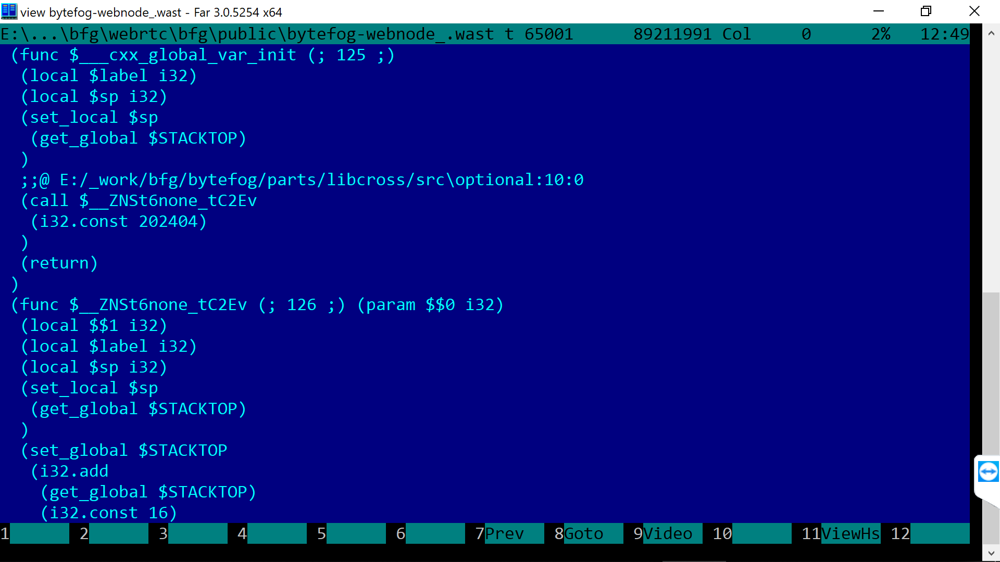 view bytefog-webnode_.wast - Far 3.0.5254 x64
E:\...\bfg\webrtc\bfg\public\bytefog-webnode_.wast t 65001 89211991 Col 0 2% 12:49
(func $___cxx_global_var_init (; 125 ;)
(local $label i32)
(local $sp i32)
(set_local $sp
(get_global $STACKTOP)
)
;;@ E:/_work/bfg/bytefog/parts/libcross/src\optional:10:0
(call $__ZNSt6none_tC2Ev
(i32.const 202404)
)
(return)
)
(func $__ZNSt6none_tC2Ev (; 126 ;) (param $$0 i32)
(local $$1 i32)
(local $label i32)
(local $sp i32)
(set_local $sp
(get_global $STACKTOP)
)
(set_global $STACKTOP
(i32.add
(get_global $STACKTOP)
(i32.const 16)
1 2 3 4 5 6 7Prev 8Goto 9Video 10 11ViewHs 12